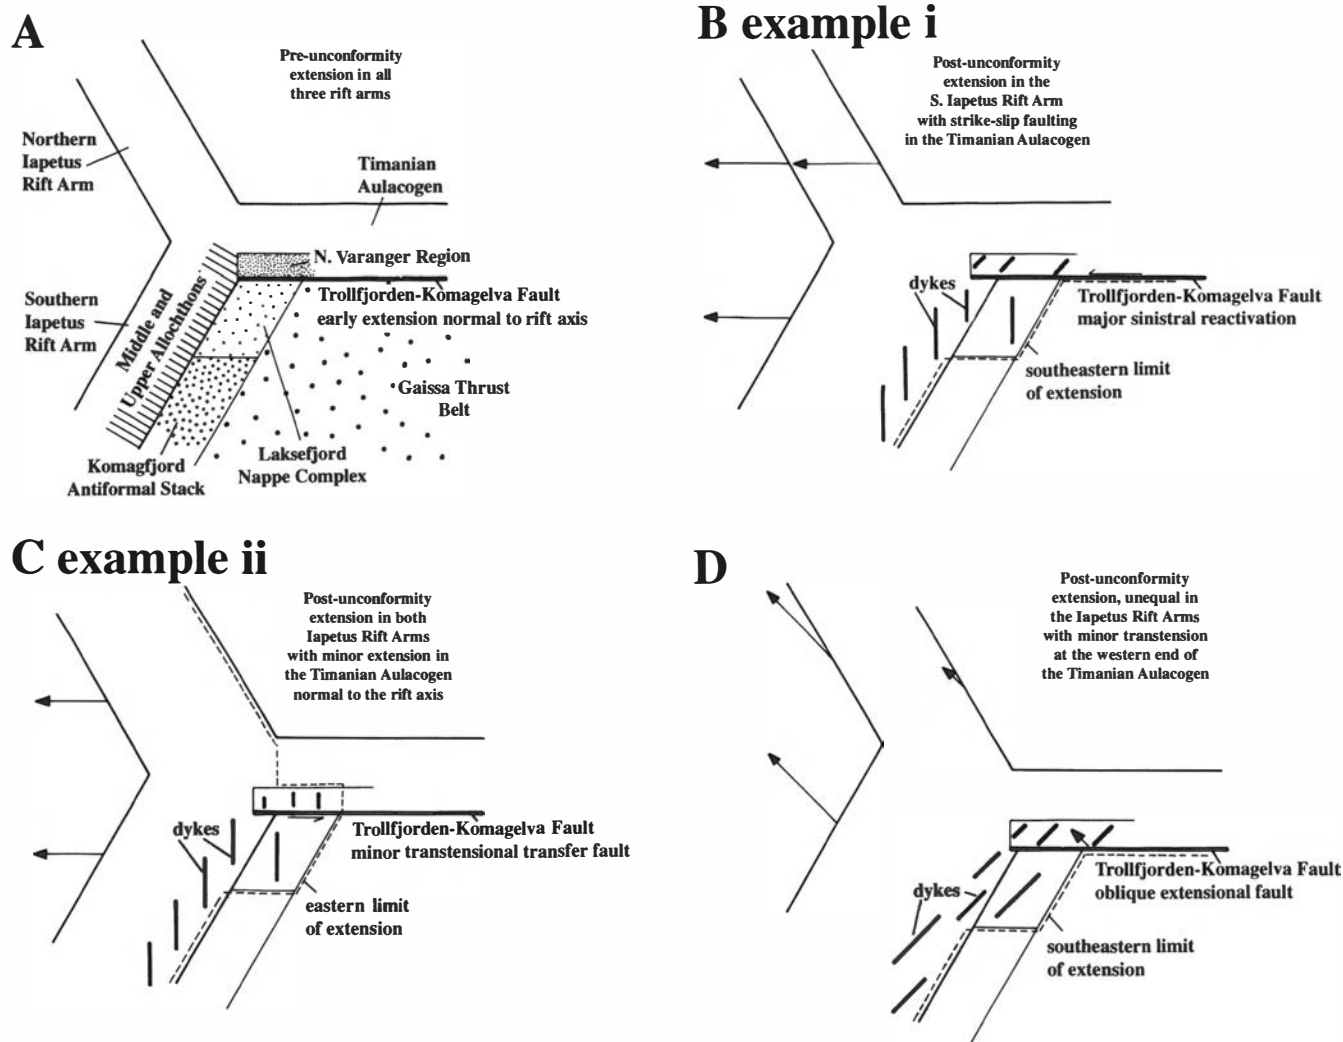 A
Pre-unconformity
extension in all
three rift arms
Northern
Iapetus
Rift Arm
Timanian
Aulacogen
N. Varanger Region
Trollfjorden-Komagelva Fault
early extension normal to rift axis
Southern
Iapetus
Rift Arm
Middle and
Upper Allochthons
Gaissa Thrust
Belt
Komagfjord
Antiformal Stack
Laksefjord
Nappe Complex
B example i
Post-unconformity
extension in the
S. Iapetus Rift Arm
with strike-slip faulting
in the Timanian Aulacogen
dykes
Trollfjorden-Komagelva Fault
major sinistral reactivation
southeastern limit
of extension
C example ii
Post-unconformity
extension in both
Iapetus Rift Arms
with minor extension in
the Timanian Aulacogen
normal to the rift axis
dykes
Trollfjorden-Komagelva Fault
minor transtensional transfer fault
eastern limit
of extension
D
Post-unconformity
extension, unequal in
the Iapetus Rift Arms
with minor transtension
at the western end of
the Timanian Aulacogen
dykes
Trollfjorden-Komagelva Fault
oblique extensional fault
southeastern limit
of extension